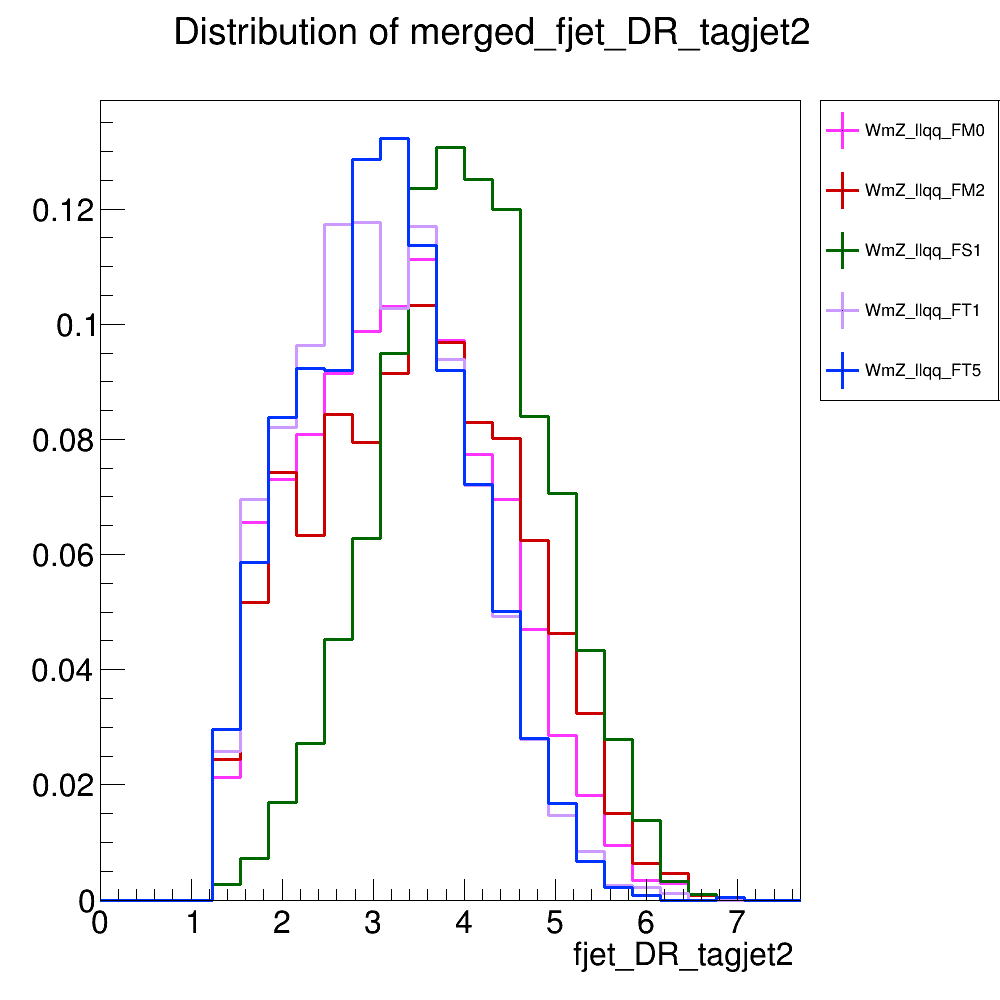 Distribution of merged_fjet_DR_tagjet2
WmZ_llqq_FM0
WmZ_llqq_FM2
WmZ_llqq_FS1
WmZ_llqq_FT1
WmZ_llqq_FT5
0.12
0.1
0.08
0.06
0.04
0.02
0
0 1 2 3 4 5 6 7
fjet_DR_tagjet2